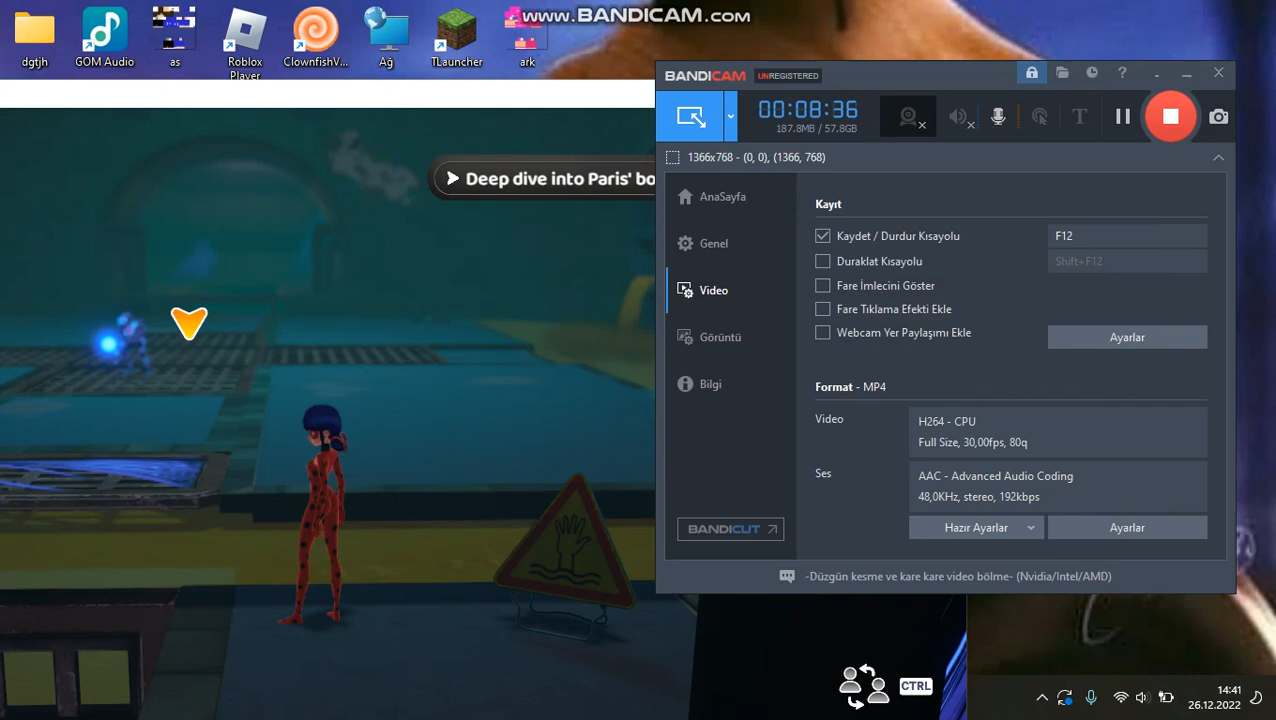 www.BANDICAM.com
dgtjh
GOM Audio
as
Roblox Player
ClownfishV...
Ağ
TLauncher
ark
BANDICAM UNREGISTERED
00:08:36
187.8MB / 57.8GB
1366x768 - (0, 0), (1366, 768)
Deep dive into Paris' bo
AnaSayfa
Genel
Video
Görüntü
Bilgi
BANDICUT
Kayıt
Kaydet / Durdur Kısayolu F12
Duraklat Kısayolu Shift+F12
Fare İmlecini Göster
Fare Tıklama Efekti Ekle
Webcam Yer Paylaşımı Ekle Ayarlar
Format - MP4
Video H264 - CPU
Full Size, 30,00fps, 80q
Ses AAC - Advanced Audio Coding
48,0KHz, stereo, 192kbps
Hazır Ayarlar Ayarlar
-Düzgün kesme ve kare kare video bölme- (Nvidia/Intel/AMD)
CTRL
14:41
26.12.2022